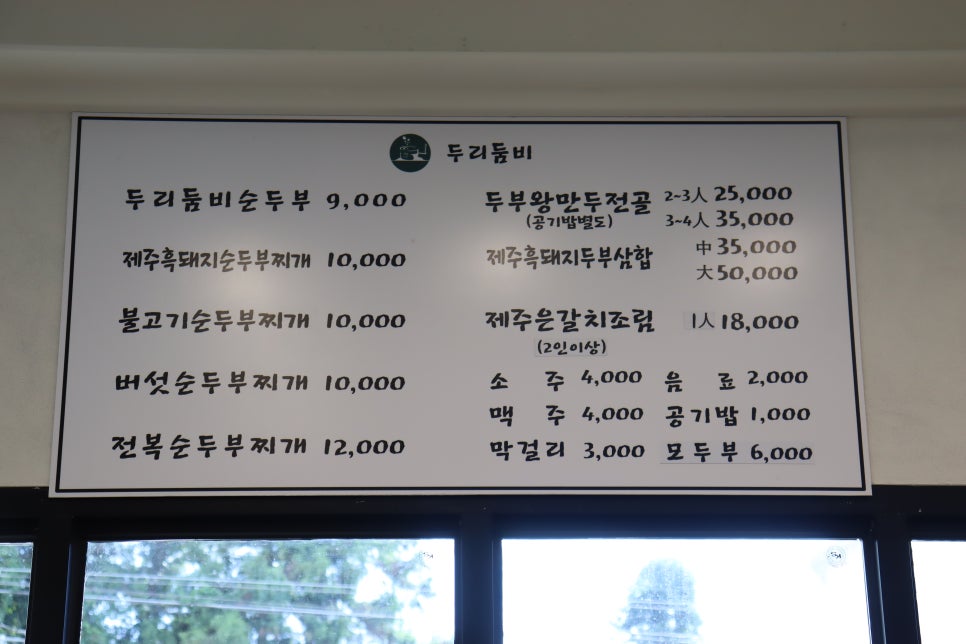 두리둠비
두리둠비순두부 9,000
제주흑돼지순두부찌개 10,000
불고기순두부찌개 10,000
버섯순두부찌개 10,000
전복순두부찌개 12,000
두부왕만두전골 2~3人 25,000
(공기밥별도) 3~4人 35,000
제주흑돼지두부삼합 中 35,000
大 50,000
제주은갈치조림 1人 18,000
(2인이상)
소 주 4,000 음 료 2,000
맥 주 4,000 공기밥 1,000
막걸리 3,000 모두부 6,000